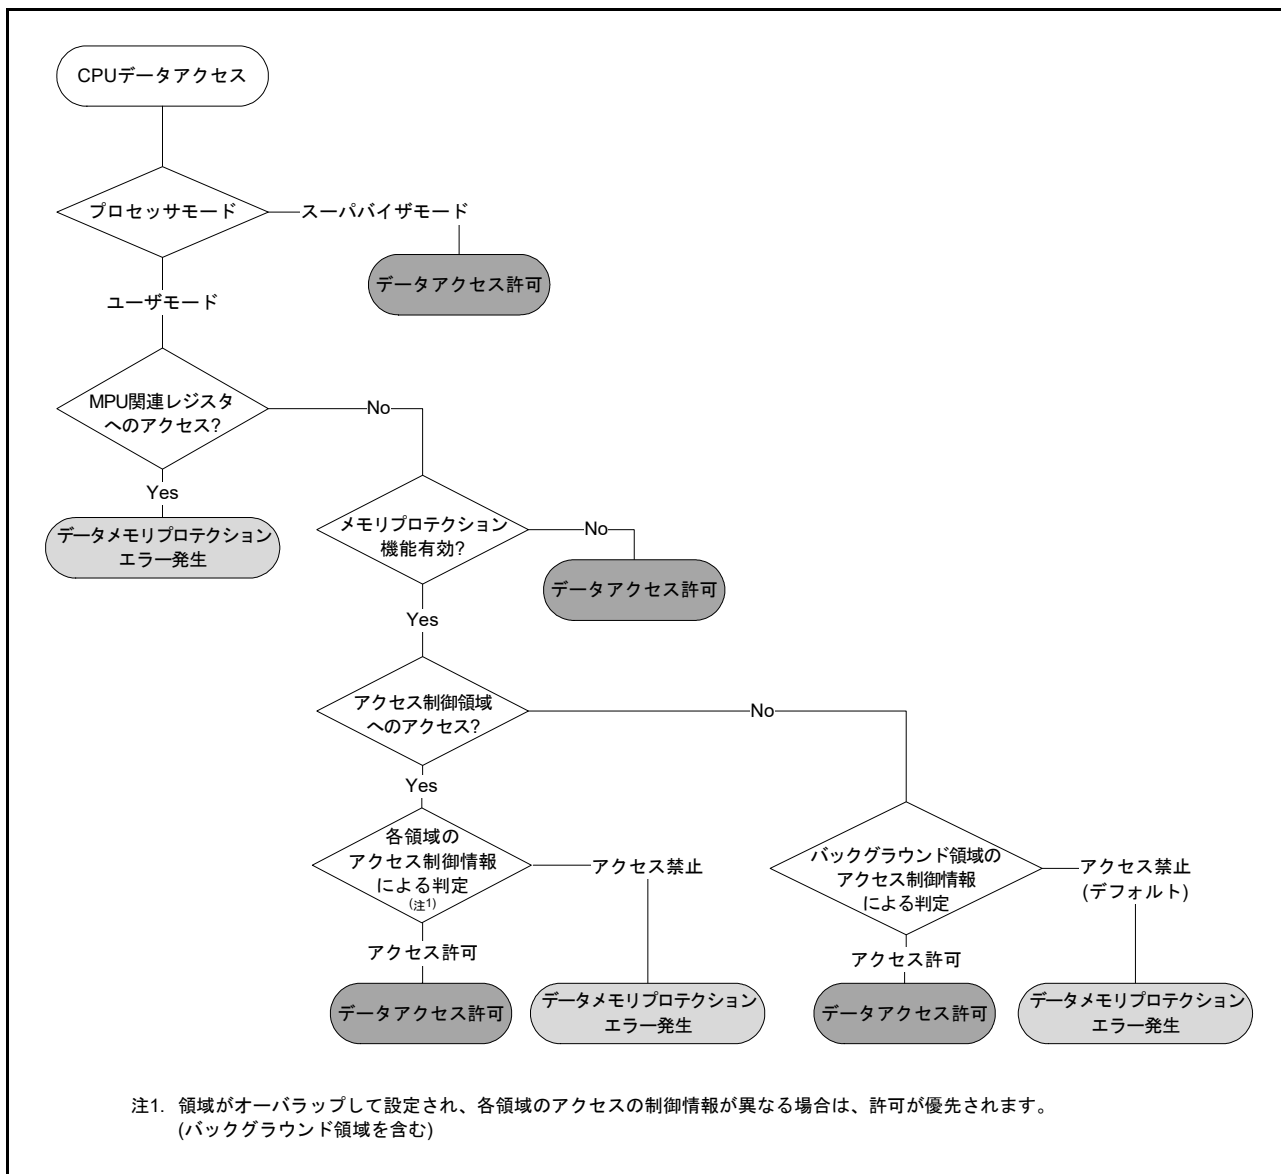 CPUデータアクセス
プロセッサモード
スーパバイザモード
データアクセス許可
ユーザモード
MPU関連レジスタ
へのアクセス?
No
Yes
データメモリプロテクション
エラー発生
メモリプロテクション
機能有効?
No
データアクセス許可
Yes
アクセス制御領域
へのアクセス?
No
Yes
各領域の
アクセス制御情報
による判定
(注1)
アクセス禁止
アクセス許可
データアクセス許可
データメモリプロテクション
エラー発生
バックグラウンド領域の
アクセス制御情報
による判定
アクセス禁止
(デフォルト)
アクセス許可
データアクセス許可
データメモリプロテクション
エラー発生
注1. 領域がオーバラップして設定され、各領域のアクセスの制御情報が異なる場合は、許可が優先されます。
(バックグラウンド領域を含む)